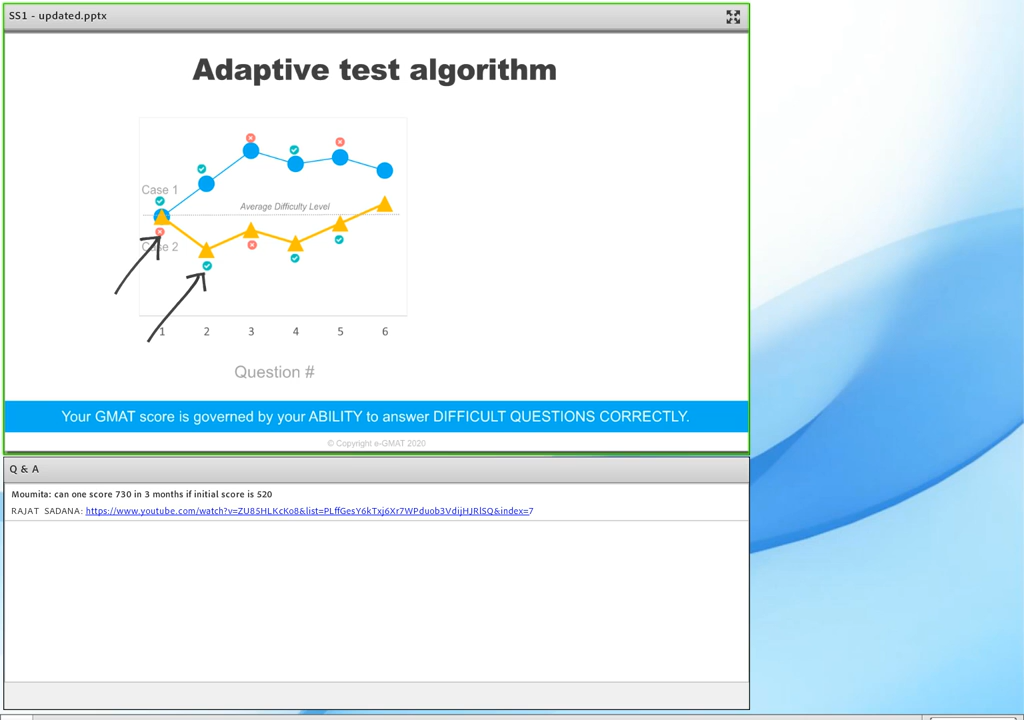 SS1 - updated.pptx
Adaptive test algorithm
Case 1
Average Difficulty Level
Case 2
1 2 3 4 5 6
Question #
Your GMAT score is governed by your ABILITY to answer DIFFICULT QUESTIONS CORRECTLY.
© Copyright e-GMAT 2020
Q & A
Moumita: can one score 730 in 3 months if initial score is 520
RAJAT SADANA: https://www.youtube.com/watch?v=ZU85HLKcKo8&list=PLffGesY6kTxj6Xr7WPduob3VdijHJRlSQ&index=7